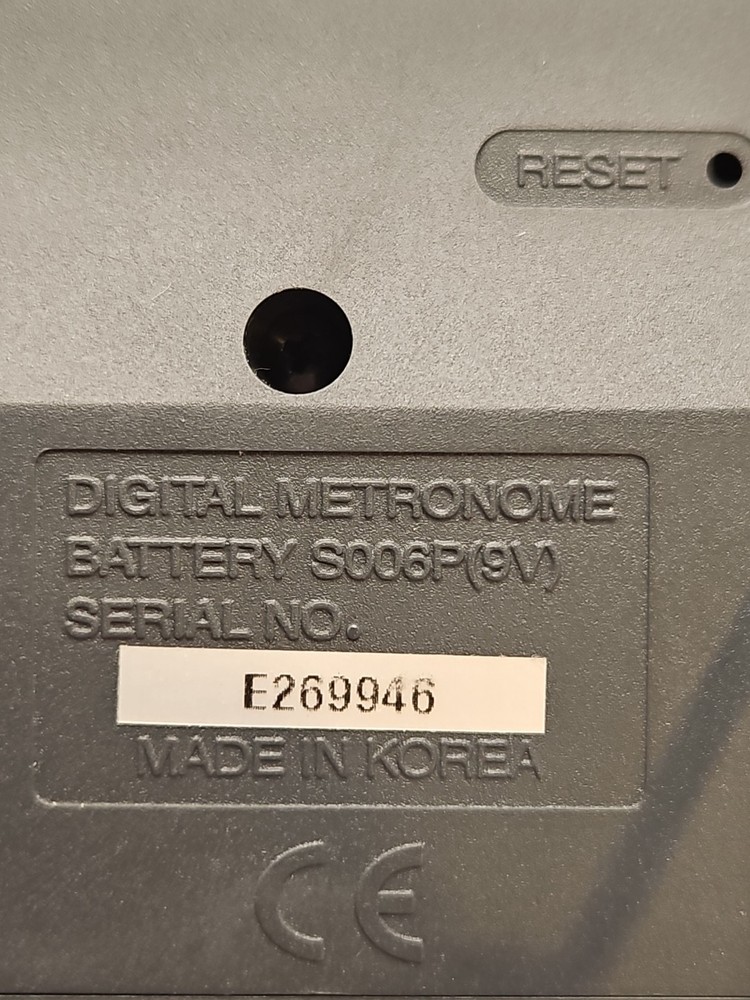 RESET
DIGITAL METRONOME
BATTERY S006P(9V)
SERIAL NO.
E269946
MADE IN KOREA
CE